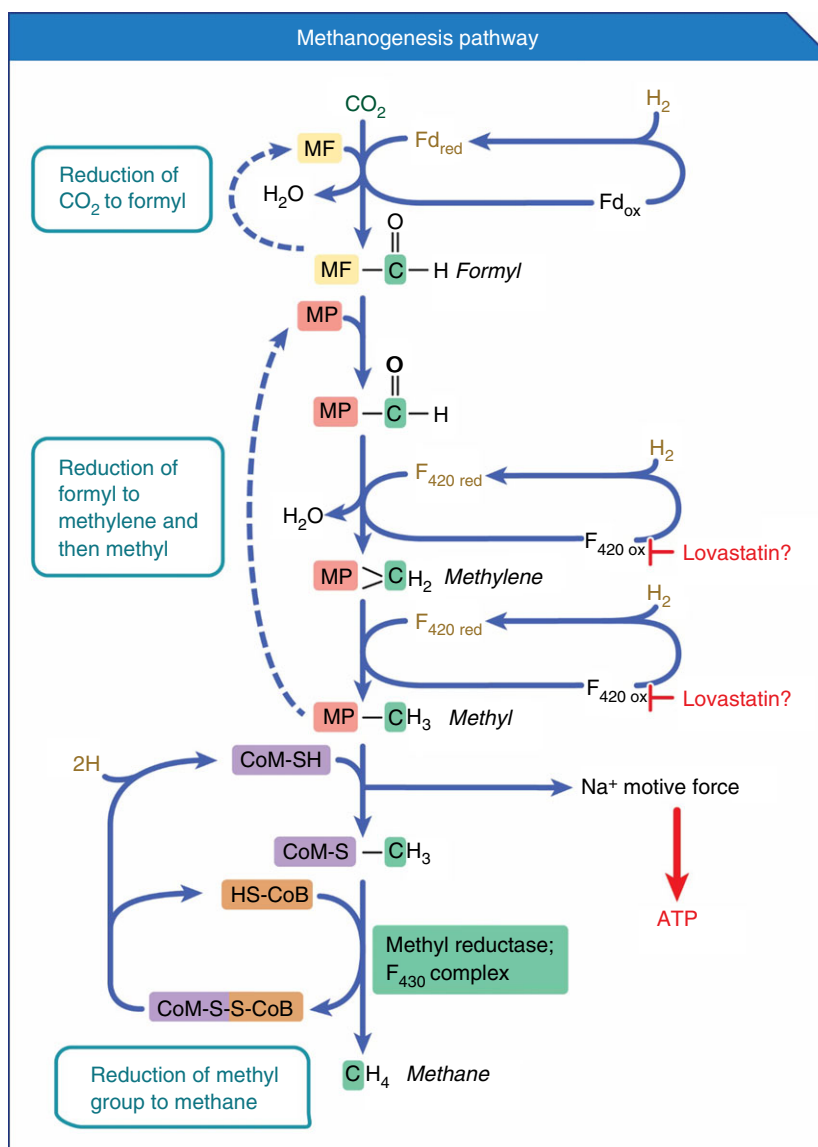 Methanogenesis pathway
CO₂
H₂
MF
Fd_red
Reduction of
CO₂ to formyl
H₂O
Fd_ox
O
MF – C – H Formyl
MP
O
MP – C – H
Reduction of
formyl to
methylene and
then methyl
H₂
F₄₂₀ red
H₂O
F₄₂₀ ox
Lovastatin?
MP > CH₂ Methylene
H₂
F₄₂₀ red
F₄₂₀ ox
Lovastatin?
MP – CH₃ Methyl
2H
CoM-SH
Na⁺ motive force
CoM-S – CH₃
HS-CoB
ATP
Methyl reductase;
F₄₃₀ complex
CoM-S-S-CoB
CH₄ Methane
Reduction of methyl
group to methane